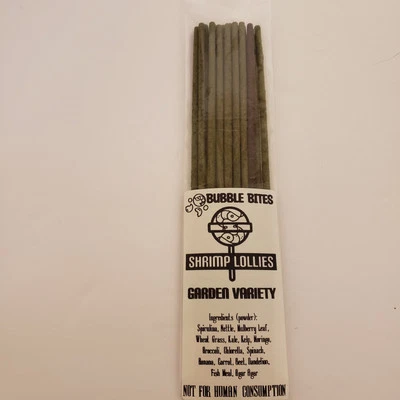 BUBBLE BITES
SHRIMP LOLLIES
GARDEN VARIETY
Ingredients (powder):
Spirulina, Nettle, Mulberry Leaf,
Wheat Grass, Kale, Kelp, Moringa,
Broccoli, Chlorella, Spinach,
Banana, Carrot, Beet, Dandelion,
Fish Meal, Agar Agar
NOT FOR HUMAN CONSUMPTION